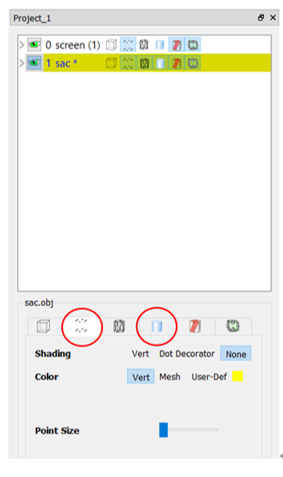 Project_1
0 screen (1)
1 sac *
sac.obj
Shading Vert Dot Decorator None
Color Vert Mesh User-Def
Point Size